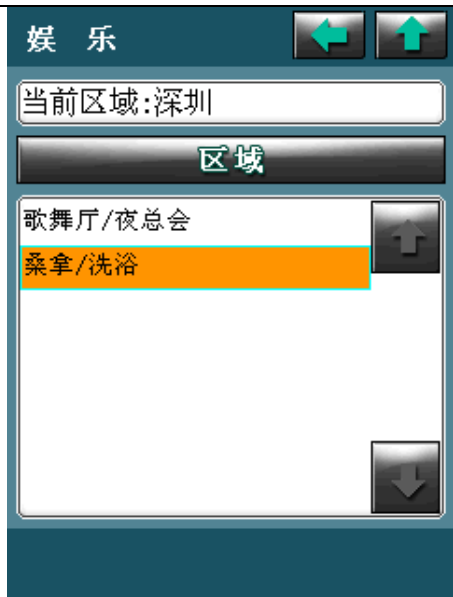 娱 乐
当前区域:深圳
区域
歌舞厅/夜总会
桑拿/洗浴